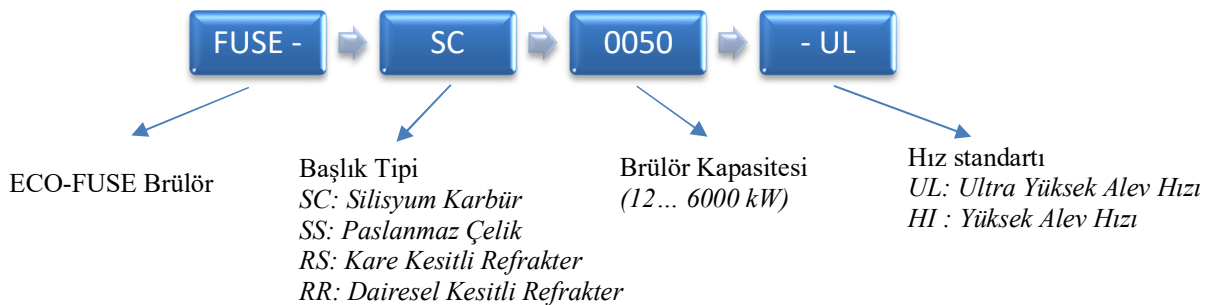 FUSE -
SC
0050
- UL
ECO-FUSE Brülör
Başlık Tipi
SC: Silisyum Karbür
SS: Paslanmaz Çelik
RS: Kare Kesitli Refrakter
RR: Dairesel Kesitli Refrakter
Brülör Kapasitesi
(12… 6000 kW)
Hız standartı
UL: Ultra Yüksek Alev Hızı
HI : Yüksek Alev Hızı